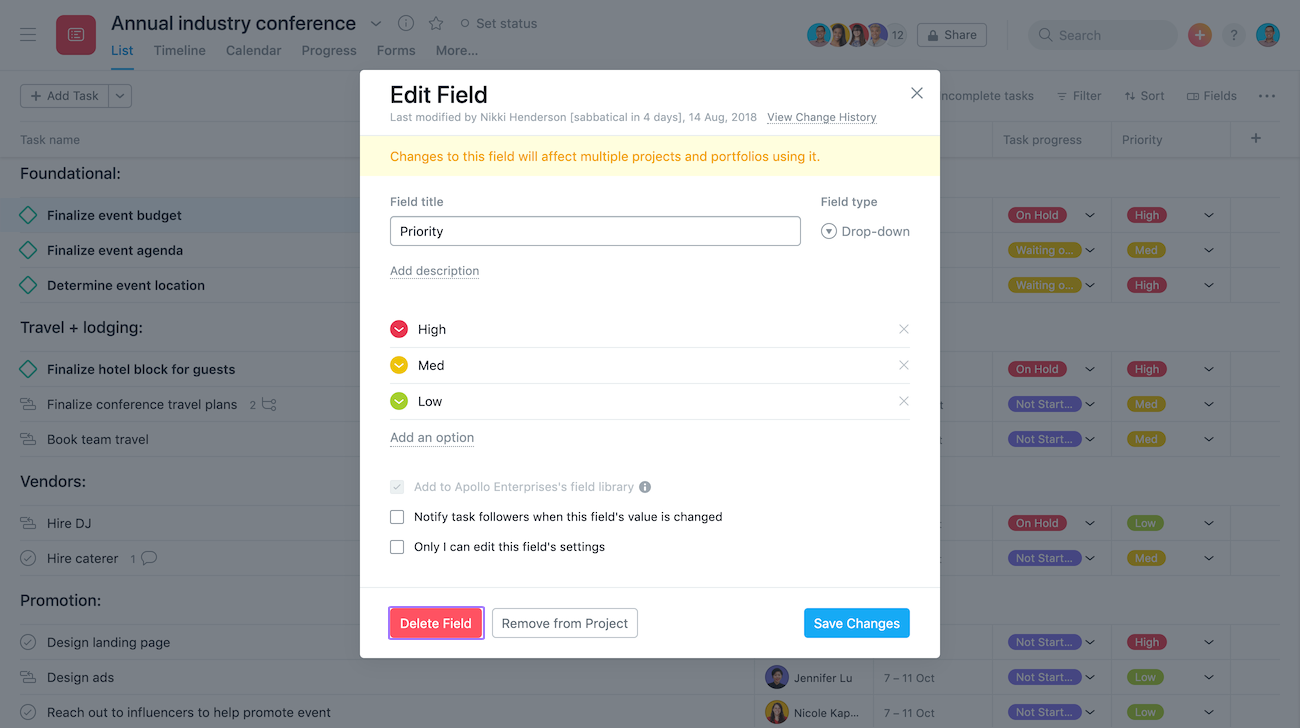 Annual industry conference
Set status
List Timeline Calendar Progress Forms More...
12
Share
Search
?
Add Task
ncomplete tasks Filter Sort Fields
Task name
Task progress Priority
Edit Field
Last modified by Nikki Henderson [sabbatical in 4 days], 14 Aug, 2018 View Change History
Changes to this field will affect multiple projects and portfolios using it.
Field title
Field type
Priority
Drop-down
Add description
High
Med
Low
Add an option
Add to Apollo Enterprises's field library
Notify task followers when this field's value is changed
Only I can edit this field's settings
Delete Field
Remove from Project
Save Changes
Foundational:
Finalize event budget On Hold High
Finalize event agenda Waiting o... Med
Determine event location Waiting o... High
Travel + lodging:
Finalize hotel block for guests On Hold High
Finalize conference travel plans 2 t Not Start... Med
Book team travel Not Start... Med
Vendors:
Hire DJ On Hold Low
Hire caterer 1 Not Start... Med
Promotion:
Design landing page Not Start... High
Design ads Jennifer Lu 7 – 11 Oct Not Start... Low
Reach out to influencers to help promote event Nicole Kap... 7 – 11 Oct Not Start... Low